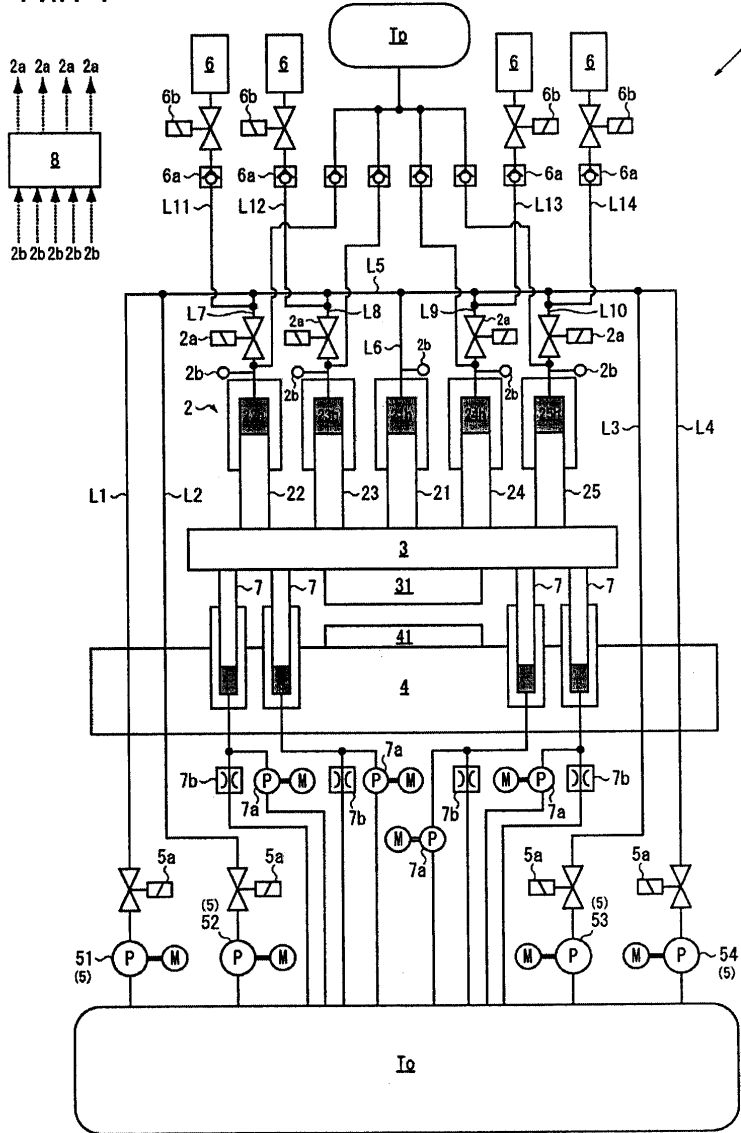 2a 2a 2a 2a
8
2b 2b 2b 2b 2b
6 6 Tp 6 6
6b 6b 6b 6b
6a 6a 6a 6a
L11 L12 L13 L14
L5
L7 L8 L9 L10
2a 2a 2a 2a
L6
2b 2b 2b 2b 2b
2
L1 L2 L3 L4
22 23 21 24 25
3
7 7 31 7 7
41
4
7b 7a M 7b P 7a M 7b M P 7a 7b
P M M P 7a
5a 5a 5a 5a
51 (5) P M
52 (5) P M
53 (5) M P
54 (5) M P
To